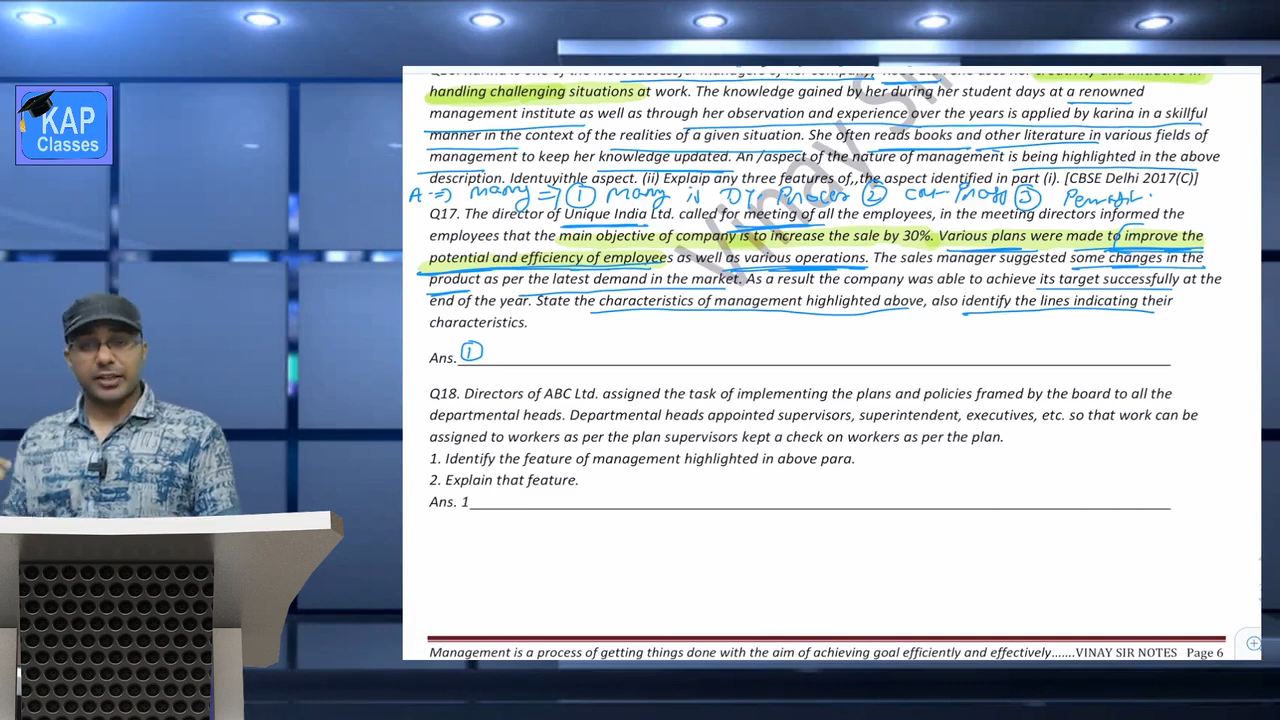 KAP
Classes
handling challenging situations at work. The knowledge gained by her during her student days at a renowned
management institute as well as through her observation and experience over the years is applied by karina in a skillful
manner in the context of the realities of a given situation. She often reads books and other literature in various fields of
management to keep her knowledge updated. An /aspect of the nature of management is being highlighted in the above
description. Identuyithle aspect. (ii) Explaip any three features of,,the aspect identified in part (i). [CBSE Delhi 2017(C)]
Q17. The director of Unique India Ltd. called for meeting of all the employees, in the meeting directors informed the
employees that the main objective of company is to increase the sale by 30%. Various plans were made to improve the
potential and efficiency of employees as well as various operations. The sales manager suggested some changes in the
product as per the latest demand in the market. As a result the company was able to achieve its target successfully at the
end of the year. State the characteristics of management highlighted above, also identify the lines indicating their
characteristics.
Ans. 1
Q18. Directors of ABC Ltd. assigned the task of implementing the plans and policies framed by the board to all the
departmental heads. Departmental heads appointed supervisors, superintendent, executives, etc. so that work can be
assigned to workers as per the plan supervisors kept a check on workers as per the plan.
1. Identify the feature of management highlighted in above para.
2. Explain that feature.
Ans. 1
Management is a process of getting things done with the aim of achieving goal efficiently and effectively.......VINAY SIR NOTES Page 6